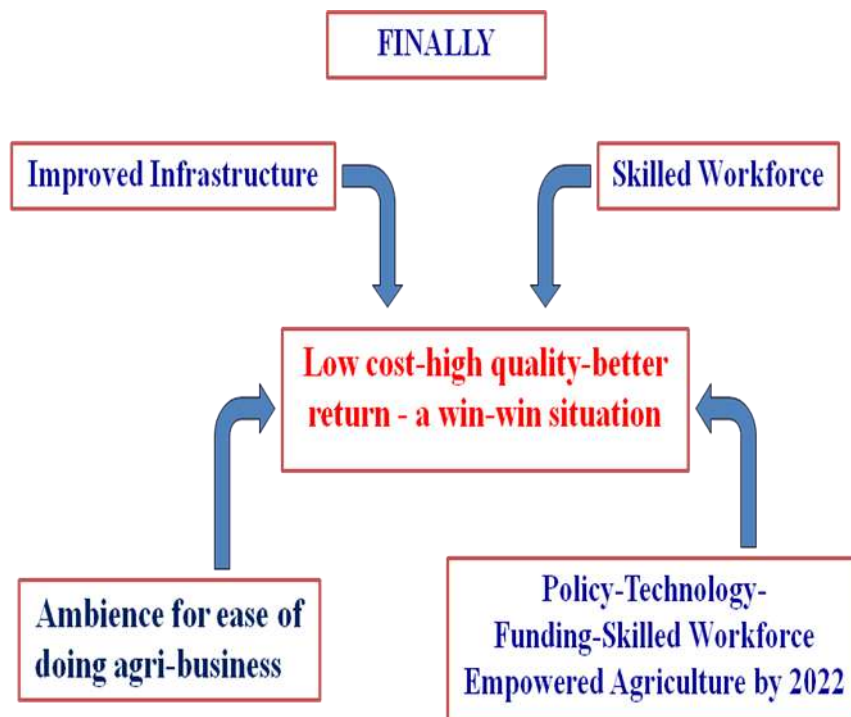 FINALLY
Improved Infrastructure
Skilled Workforce
Low cost-high quality-better
return - a win-win situation
Ambience for ease of
doing agri-business
Policy-Technology-
Funding-Skilled Workforce
Empowered Agriculture by 2022